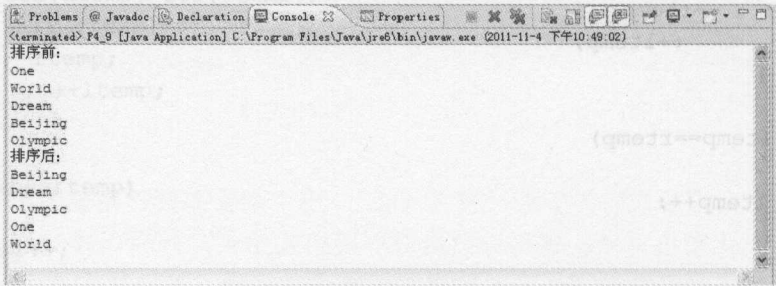 Problems @ Javadoc Declaration Console Properties
<terminated> P4_9 [Java Application] C:\Program Files\Java\jre6\bin\javaw.exe (2011-11-4 下午10:49:02)
排序前:
One
World
Dream
Beijing
Olympic
排序后:
Beijing
Dream
Olympic
One
World